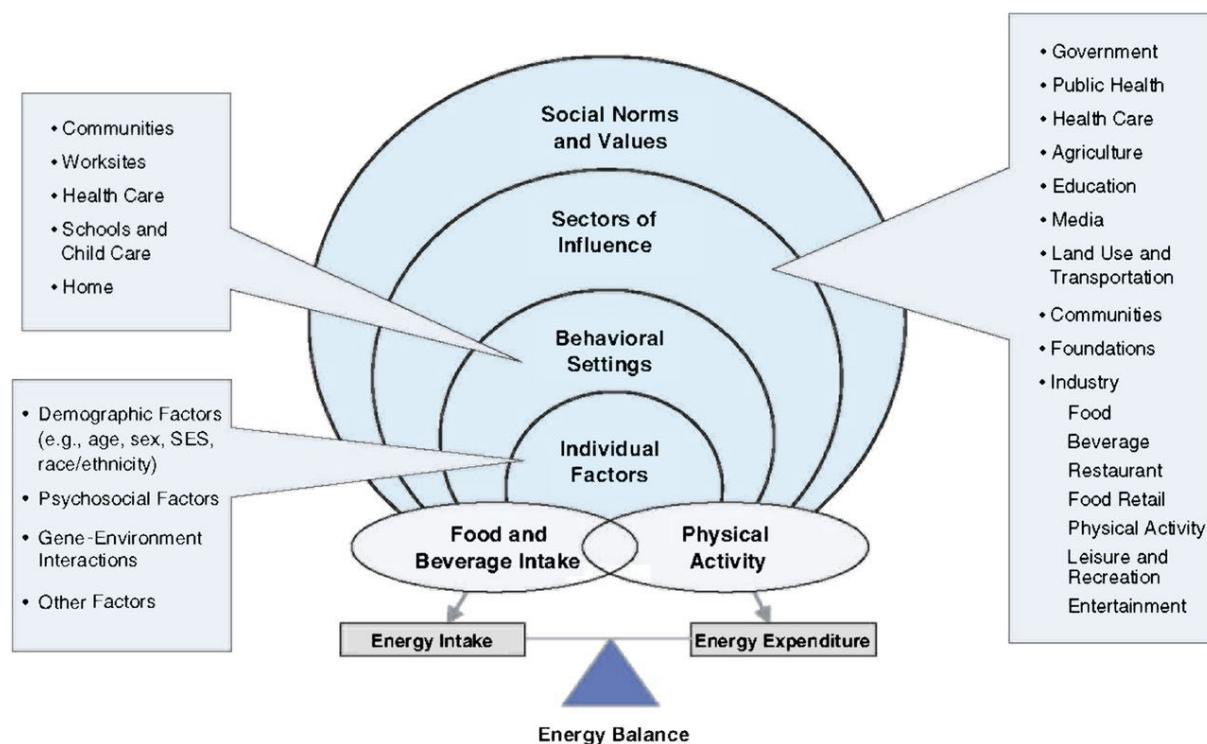 • Communities
• Worksites
• Health Care
• Schools and
Child Care
• Home
• Demographic Factors
(e.g., age, sex, SES,
race/ethnicity)
• Psychosocial Factors
• Gene-Environment
Interactions
• Other Factors
Social Norms
and Values
Sectors of
Influence
Behavioral
Settings
Individual
Factors
Food and
Beverage Intake
Physical
Activity
Energy Intake
Energy Expenditure
Energy Balance
• Government
• Public Health
• Health Care
• Agriculture
• Education
• Media
• Land Use and
Transportation
• Communities
• Foundations
• Industry
Food
Beverage
Restaurant
Food Retail
Physical Activity
Leisure and
Recreation
Entertainment